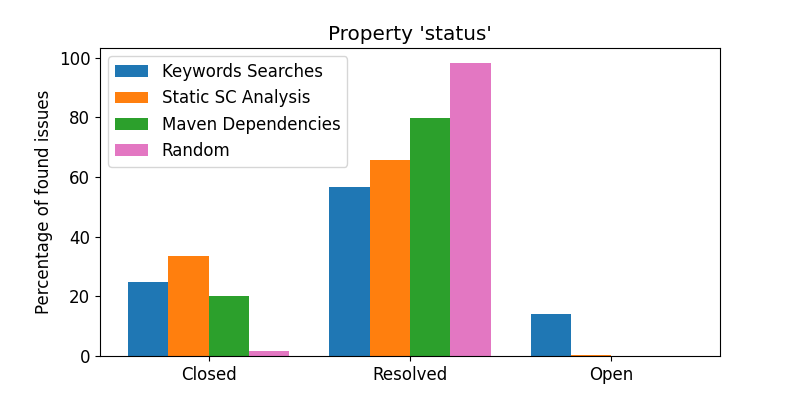 Property 'status'
Percentage of found issues
100
80
60
40
20
0
Keywords Searches
Static SC Analysis
Maven Dependencies
Random
Closed
Resolved
Open